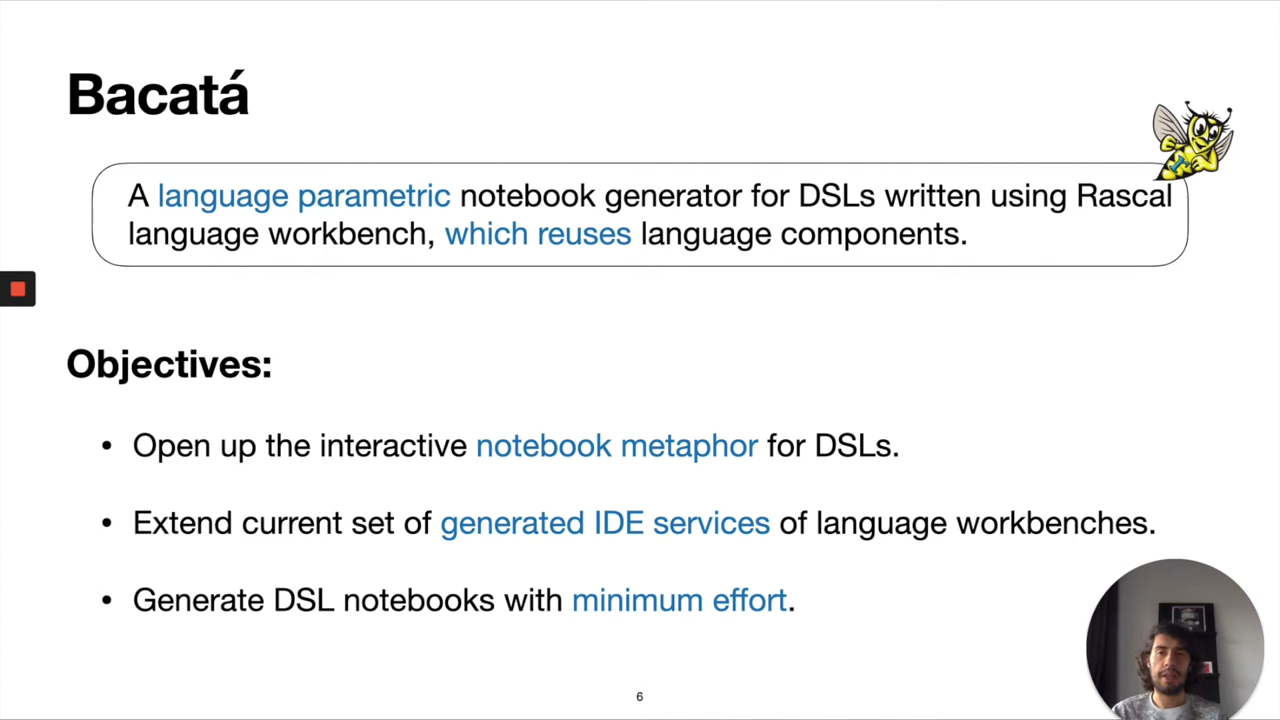 Bacatá
A language parametric notebook generator for DSLs written using Rascal
language workbench, which reuses language components.
Objectives:
• Open up the interactive notebook metaphor for DSLs.
• Extend current set of generated IDE services of language workbenches.
• Generate DSL notebooks with minimum effort.
6